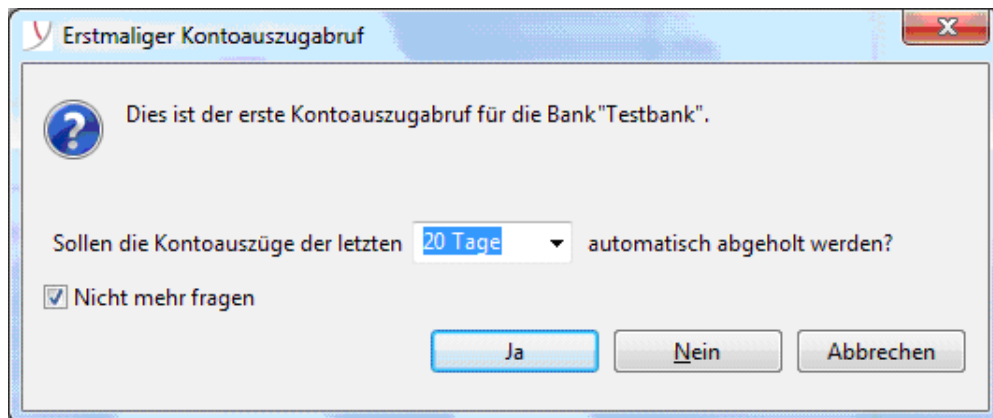 Erstmaliger Kontoauszugabruf
Dies ist der erste Kontoauszugabruf für die Bank"Testbank".
Sollen die Kontoauszüge der letzten 20 Tage automatisch abgeholt werden?
Nicht mehr fragen
Ja Nein Abbrechen